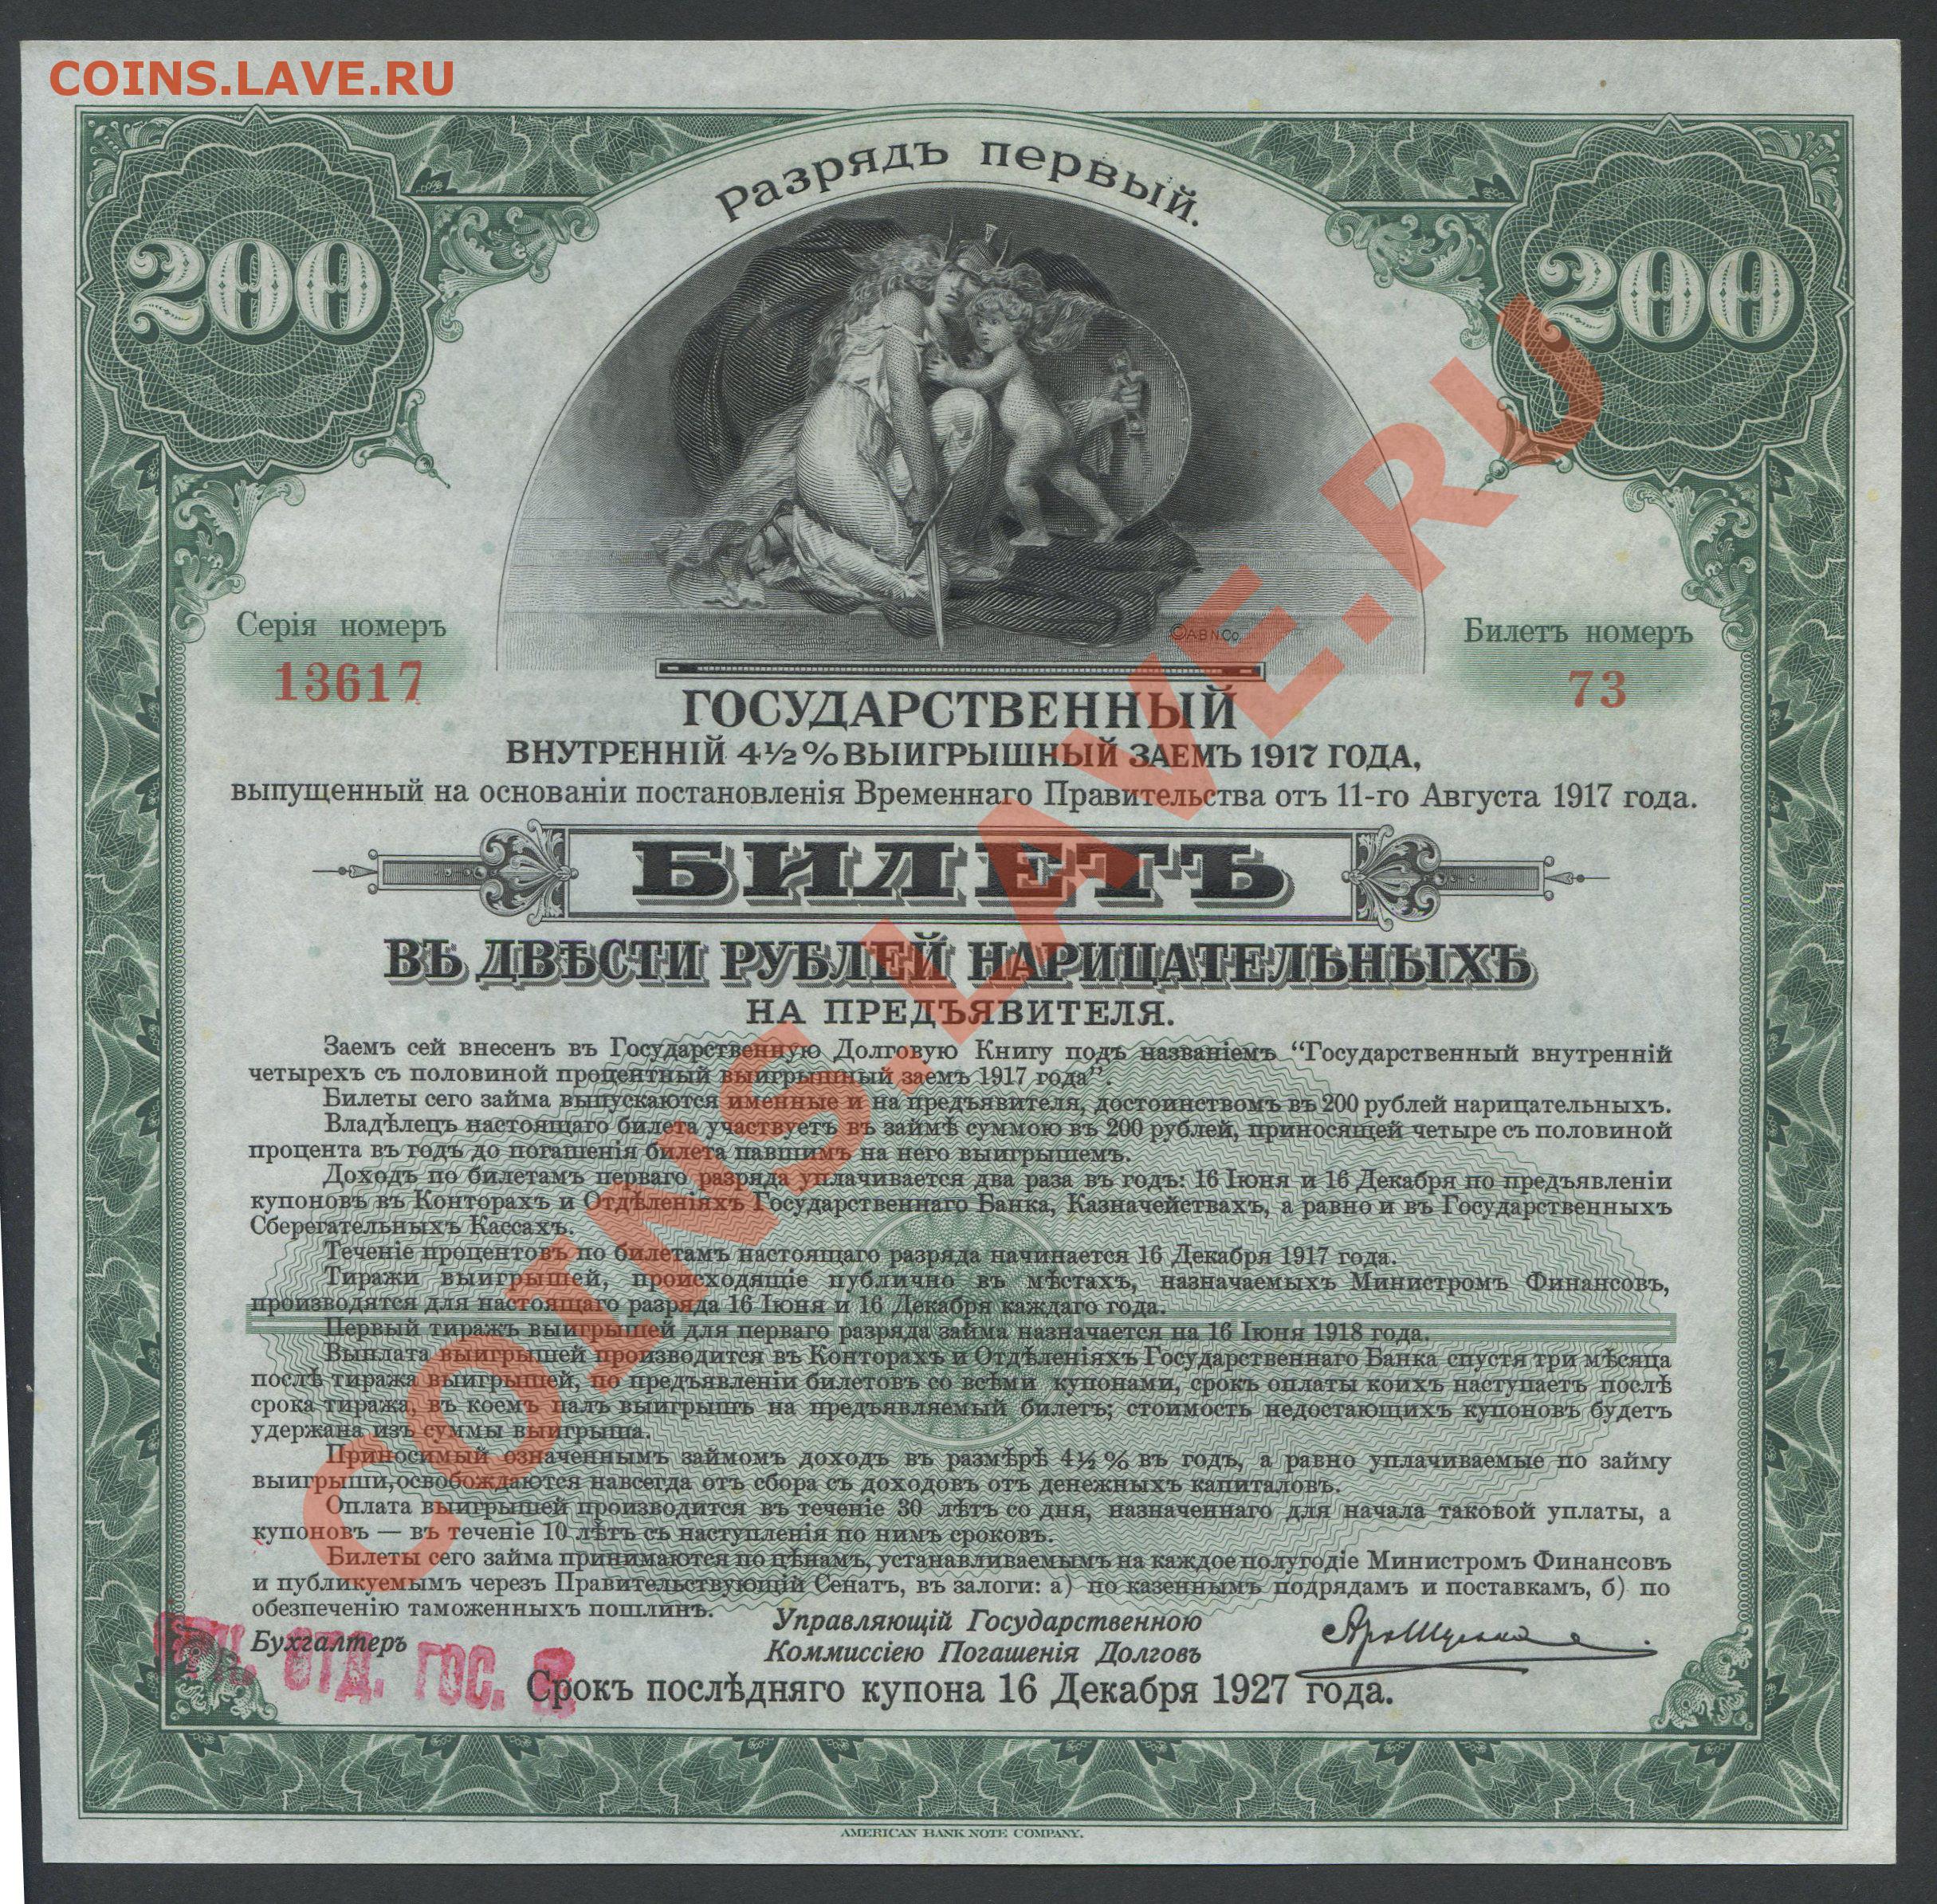 COINS.LAVE.RU
Разрядъ первый.
200
200
©A.B.N.Co.
Серія номеръ
13617
Билетъ номеръ
73
ГОСУДАРСТВЕННЫЙ
ВНУТРЕННІЙ 4½% ВЫИГРЫШНЫЙ ЗАЕМЪ 1917 ГОДА,
выпущенный на основаніи постановленія Временнаго Правительства отъ 11-го Августа 1917 года.
БИЛЕТЪ
ВЪ ДВѢСТИ РУБЛЕЙ НАРИЦАТЕЛЬНЫХЪ
НА ПРЕДЪЯВИТЕЛЯ.
Заемъ сей внесенъ въ Государственную Долговую Книгу подъ названіемъ “Государственный внутренній
четырехъ съ половиной процентный выигрышный заемъ 1917 года”.
Билеты сего займа выпускаются именные и на предъявителя, достоинствомъ въ 200 рублей нарицательныхъ.
Владѣлецъ настоящаго билета участвуетъ въ займѣ суммою въ 200 рублей, приносящей четыре съ половиной
процента въ годъ до погашенія билета павшимъ на него выигрышемъ.
Доходъ по билетамъ перваго разряда уплачивается два раза въ годъ: 16 Іюня и 16 Декабря по предъявленіи
купоновъ въ Конторахъ и Отдѣленіяхъ Государственнаго Банка, Казначействахъ, а равно и въ Государственныхъ
Сберегательныхъ Кассахъ.
Теченіе процентовъ по билетамъ настоящаго разряда начинается 16 Декабря 1917 года.
Тиражи выигрышей, происходящіе публично въ мѣстахъ, назначаемыхъ Министромъ Финансовъ,
производятся для настоящаго разряда 16 Іюня и 16 Декабря каждаго года.
Первый тиражъ выигрышей для перваго разряда займа назначается на 16 Іюня 1918 года.
Выплата выигрышей производится въ Конторахъ и Отдѣленіяхъ Государственнаго Банка спустя три мѣсяца
послѣ тиража выигрышей, по предъявленіи билетовъ со всѣми купонами, срокъ оплаты коихъ наступаетъ послѣ
срока тиража, въ коемъ палъ выигрышъ на предъявляемый билетъ; стоимость недостающихъ купоновъ будетъ
удержана изъ суммы выигрыша.
Приносимый означеннымъ займомъ доходъ въ размѣрѣ 4½% въ годъ, а равно уплачиваемые по займу
выигрыши, освобождаются навсегда отъ сбора съ доходовъ отъ денежныхъ капиталовъ.
Оплата выигрышей производится въ теченіе 30 лѣтъ со дня, назначеннаго для начала таковой уплаты, а
купоновъ — въ теченіе 10 лѣтъ съ наступленія по нимъ сроковъ.
Билеты сего займа принимаются по цѣнамъ, устанавливаемымъ на каждое полугодіе Министромъ Финансовъ
и публикуемымъ черезъ Правительствующій Сенатъ, въ залоги: а) по казеннымъ подрядамъ и поставкамъ, б) по
обезпеченію таможенныхъ пошлинъ.
Бухгалтеръ
Управляющій Государственною
Коммиссіею Погашенія Долговъ
ОТД. ГОС.
Срокъ послѣдняго купона 16 Декабря 1927 года.
AMERICAN BANK NOTE COMPANY.
COINS.LAVE.RU